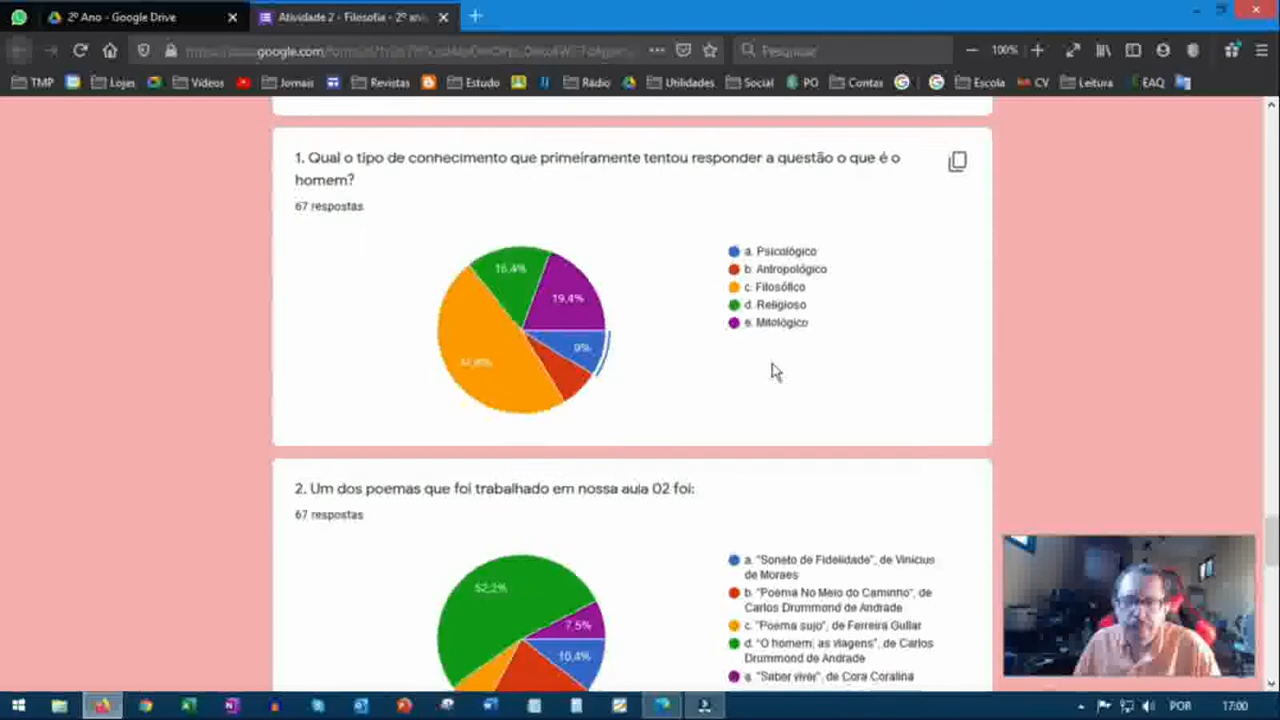 2º Ano - Google Drive
Atividade 2 - Filosofia - 2º an
google.com
100%
Pesquisar
TMP
Lojas
Vídeos
Jornais
Revistas
Estudo
Rádio
Utilidades
Social
PO
Contas
Escola
CV
Leitura
EAQ
1. Qual o tipo de conhecimento que primeiramente tentou responder a questão o que é o
homem?
67 respostas
16,4%
19,4%
9%
a. Psicológico
b. Antropológico
c. Filosófico
d. Religioso
e. Mitológico
2. Um dos poemas que foi trabalhado em nossa aula 02 foi:
67 respostas
52,2%
7,5%
10,4%
a. "Soneto de Fidelidade", de Vinicius
de Moraes
b. "Poema No Meio do Caminho", de
Carlos Drummond de Andrade
c. "Poema sujo", de Ferreira Gullar
d. "O homem; as viagens", de Carlos
Drummond de Andrade
e. "Saber viver", de Cora Coralina
POR
17:00